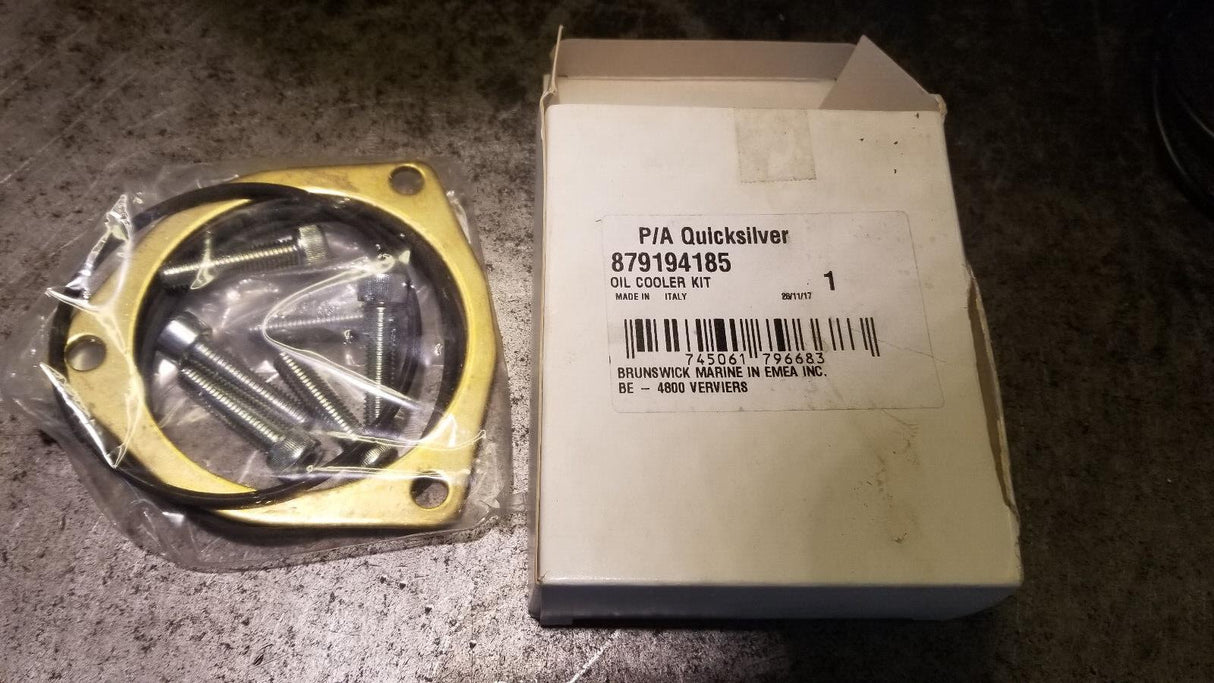 P/A Quicksilver
879194185
OIL COOLER KIT 1
MADE IN ITALY 28/11/17
745061 796683
BRUNSWICK MARINE IN EMEA INC.
BE - 4800 VERVIERS